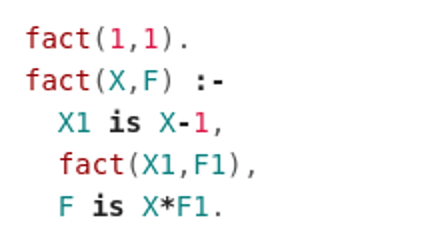 fact(1,1).
fact(X,F) :-
  X1 is X-1,
  fact(X1,F1),
  F is X*F1.